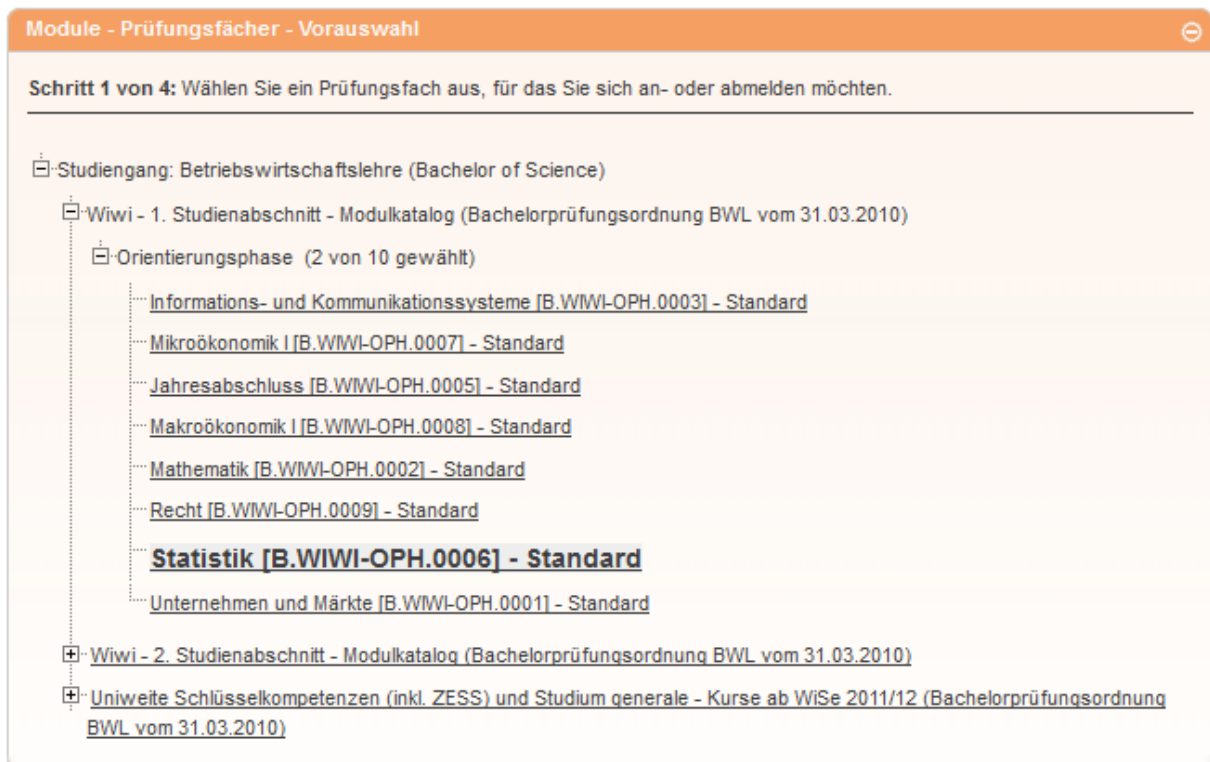 Module - Prüfungsfächer - Vorauswahl
Schritt 1 von 4: Wählen Sie ein Prüfungsfach aus, für das Sie sich an- oder abmelden möchten.
Studiengang: Betriebswirtschaftslehre (Bachelor of Science)
Wiwi - 1. Studienabschnitt - Modulkatalog (Bachelorprüfungsordnung BWL vom 31.03.2010)
Orientierungsphase (2 von 10 gewählt)
Informations- und Kommunikationssysteme [B.WIWI-OPH.0003] - Standard
Mikroökonomik I [B.WIWI-OPH.0007] - Standard
Jahresabschluss [B.WIWI-OPH.0005] - Standard
Makroökonomik I [B.WIWI-OPH.0008] - Standard
Mathematik [B.WIWI-OPH.0002] - Standard
Recht [B.WIWI-OPH.0009] - Standard
Statistik [B.WIWI-OPH.0006] - Standard
Unternehmen und Märkte [B.WIWI-OPH.0001] - Standard
Wiwi - 2. Studienabschnitt - Modulkatalog (Bachelorprüfungsordnung BWL vom 31.03.2010)
Uniweite Schlüsselkompetenzen (inkl. ZESS) und Studium generale - Kurse ab WiSe 2011/12 (Bachelorprüfungsordnung
BWL vom 31.03.2010)